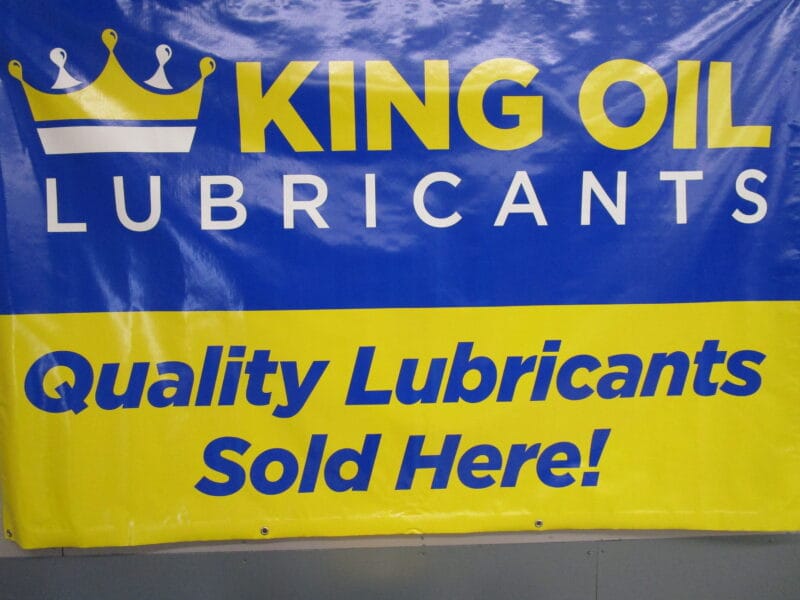 KING OIL
LUBRICANTS
Quality Lubricants
Sold Here!